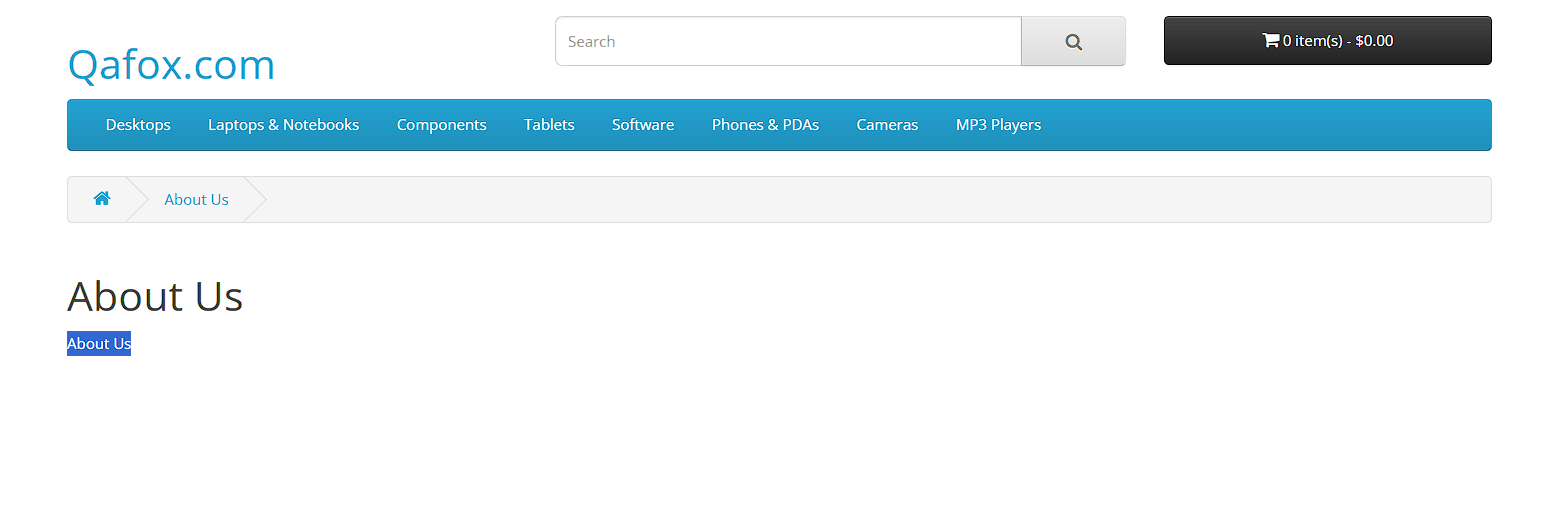 Search
0 item(s) - $0.00
Qafox.com
Desktops Laptops & Notebooks Components Tablets Software Phones & PDAs Cameras MP3 Players
About Us
About Us
About Us